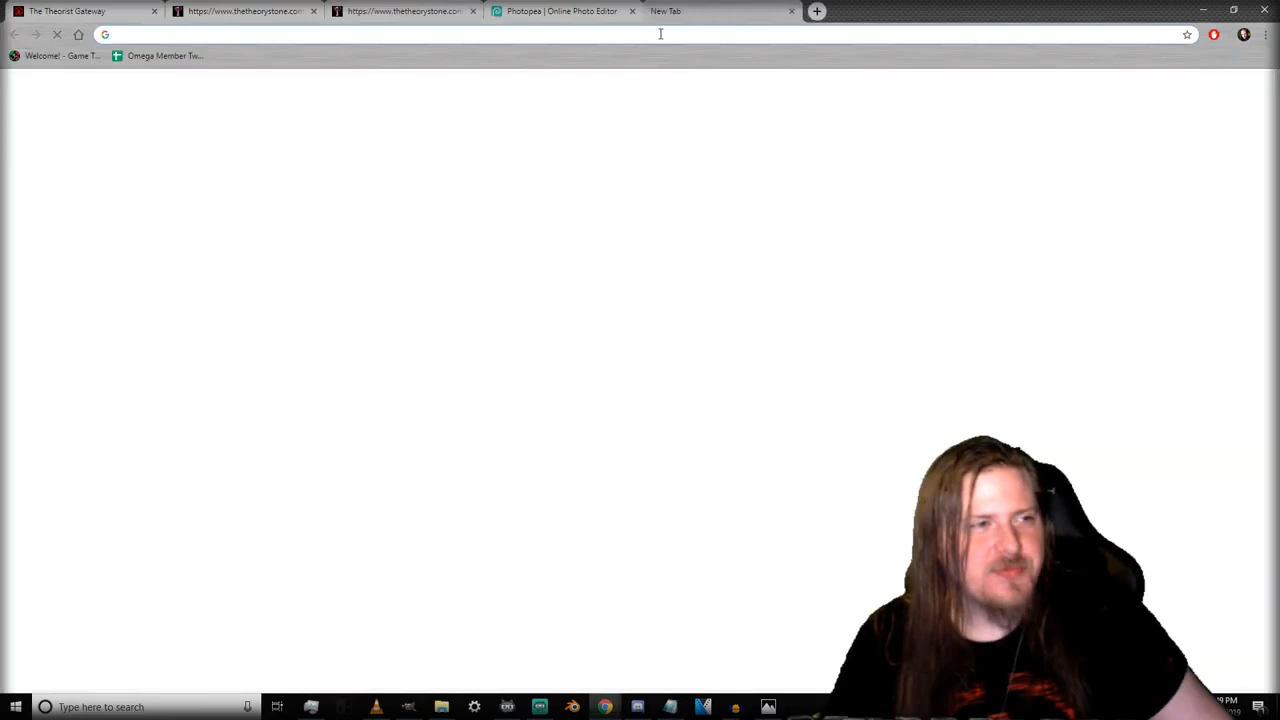 The Theorist Gateway
https://www.thetheorystone.com
https://www.thetheorystone.com
Photopea | Online Photo Editor
New Tab
Welcome! - Game T...
Omega Member Tw...
Type here to search